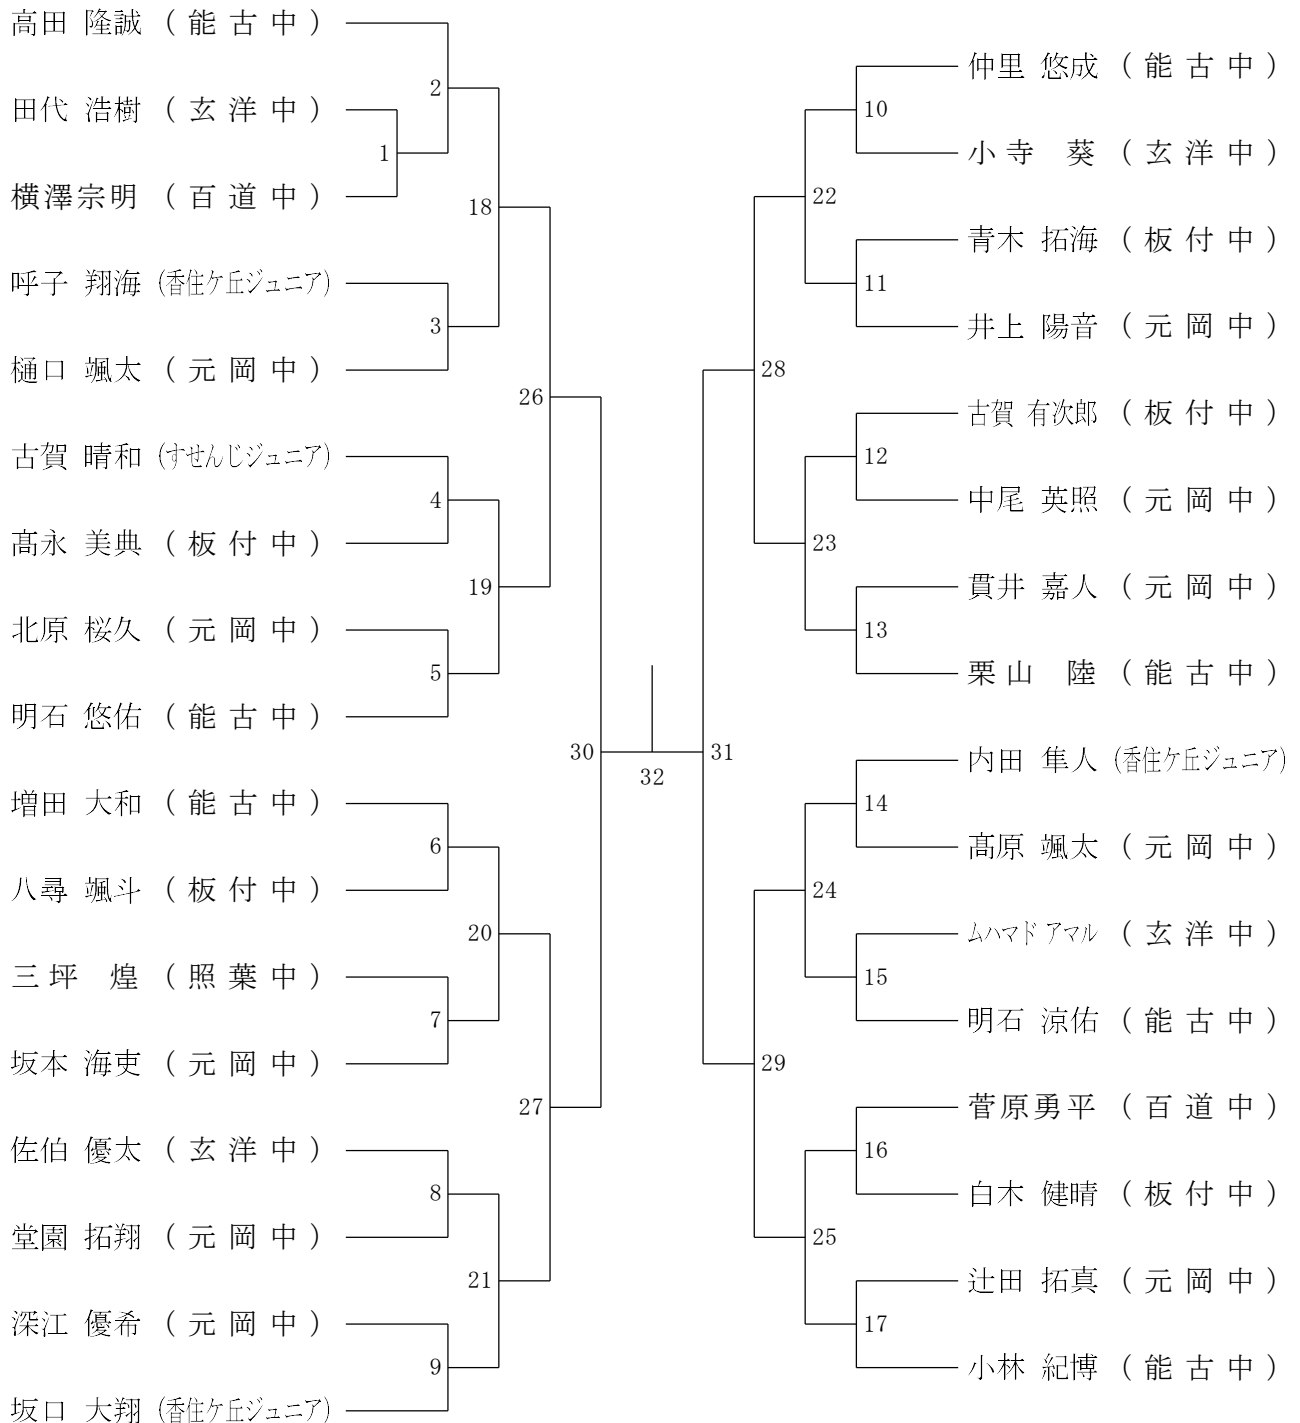 高田 隆誠 （ 能 古 中 ）
2
田代 浩樹 （ 玄 洋 中 ）
1
横澤宗明 （ 百 道 中 ）
18
呼子 翔海 （香住ケ丘ジュニア）
3
樋口 颯太 （ 元 岡 中 ）
26
古賀 晴和 （すせんじジュニア）
4
髙永 美典 （ 板 付 中 ）
19
北原 桜久 （ 元 岡 中 ）
5
明石 悠佑 （ 能 古 中 ）
30
増田 大和 （ 能 古 中 ）
6
八尋 颯斗 （ 板 付 中 ）
20
三坪 煌 （ 照 葉 中 ）
7
坂本 海吏 （ 元 岡 中 ）
27
佐伯 優太 （ 玄 洋 中 ）
8
堂園 拓翔 （ 元 岡 中 ）
21
深江 優希 （ 元 岡 中 ）
9
坂口 大翔 （香住ケ丘ジュニア）
32
仲里 悠成 （ 能 古 中 ）
10
小寺 葵 （ 玄 洋 中 ）
22
青木 拓海 （ 板 付 中 ）
11
井上 陽音 （ 元 岡 中 ）
28
古賀 有次郎 （ 板 付 中 ）
12
中尾 英照 （ 元 岡 中 ）
23
貫井 嘉人 （ 元 岡 中 ）
13
栗山 陸 （ 能 古 中 ）
31
内田 隼人 （香住ケ丘ジュニア）
14
髙原 颯太 （ 元 岡 中 ）
24
ムハマド アマル （ 玄 洋 中 ）
15
明石 涼佑 （ 能 古 中 ）
29
菅原勇平 （ 百 道 中 ）
16
白木 健晴 （ 板 付 中 ）
25
辻田 拓真 （ 元 岡 中 ）
17
小林 紀博 （ 能 古 中 ）